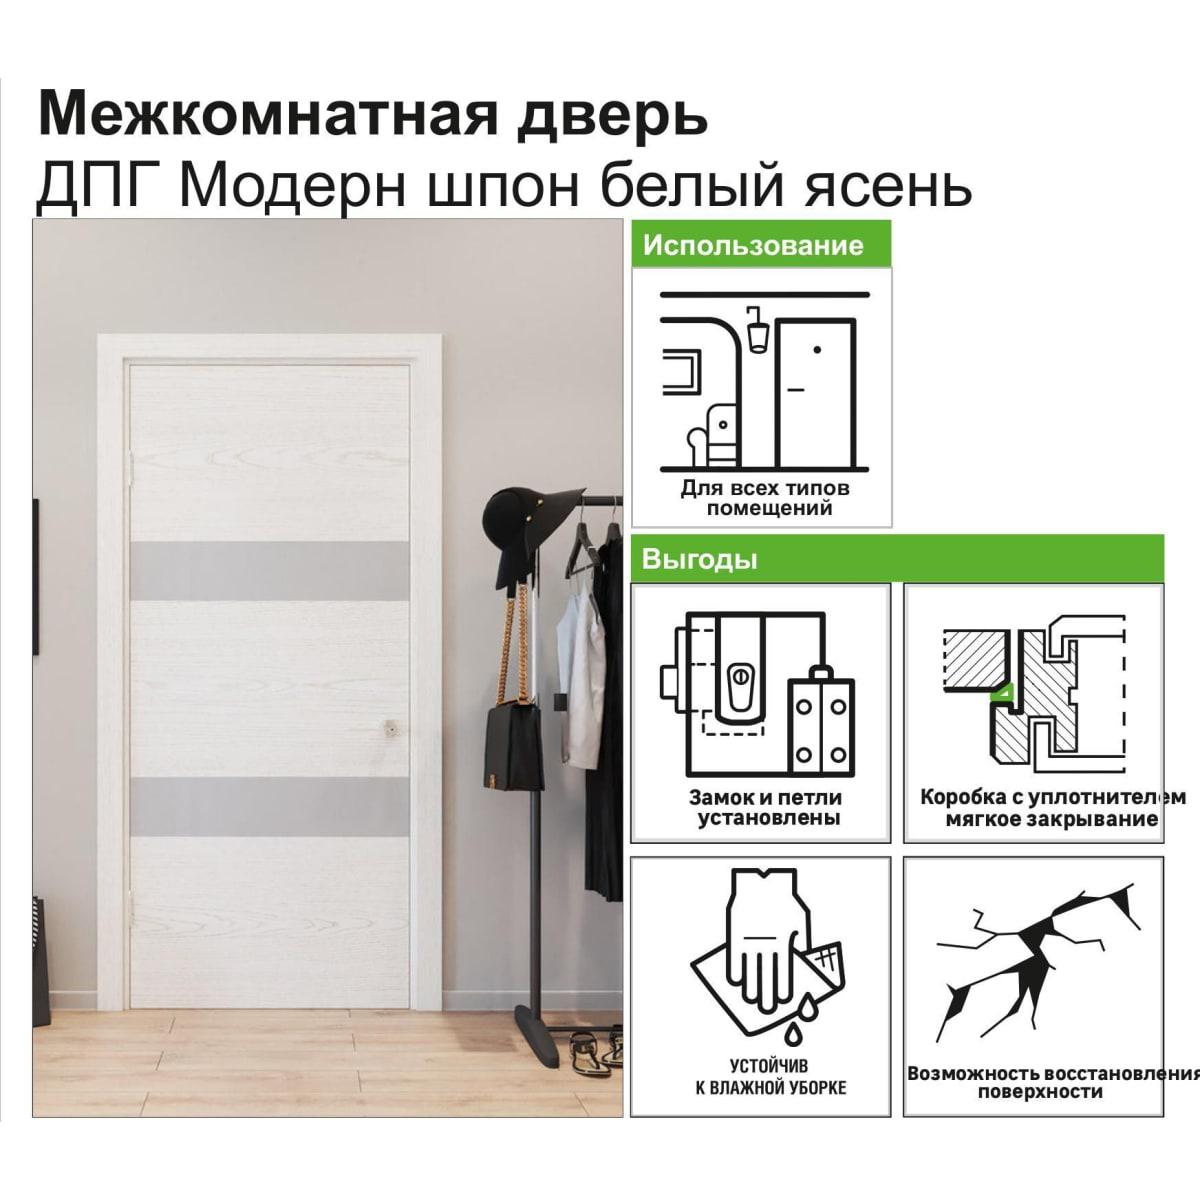 Межкомнатная дверь
ДПГ Модерн шпон белый ясень
Использование
Для всех типов
помещений
Выгоды
Замок и петли
установлены
Коробка с уплотнителем
мягкое закрывание
УСТОЙЧИВ
К ВЛАЖНОЙ УБОРКЕ
Возможность восстановления
поверхности